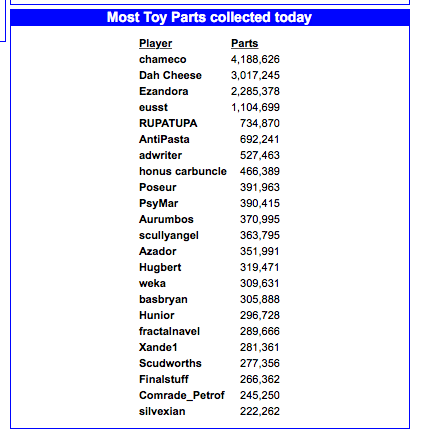 Most Toy Parts collected today
Player Parts
chameco 4,188,626
Dah Cheese 3,017,245
Ezandora 2,285,378
eusst 1,104,699
RUPATUPA 734,870
AntiPasta 692,241
adwriter 527,463
honus carbuncle 466,389
Poseur 391,963
PsyMar 390,415
Aurumbos 370,995
scullyangel 363,795
Azador 351,991
Hugbert 319,471
weka 309,631
basbryan 305,888
Hunior 296,728
fractalnavel 289,666
Xande1 281,361
Scudworths 277,356
Finalstuff 266,362
Comrade_Petrof 245,250
silvexian 222,262